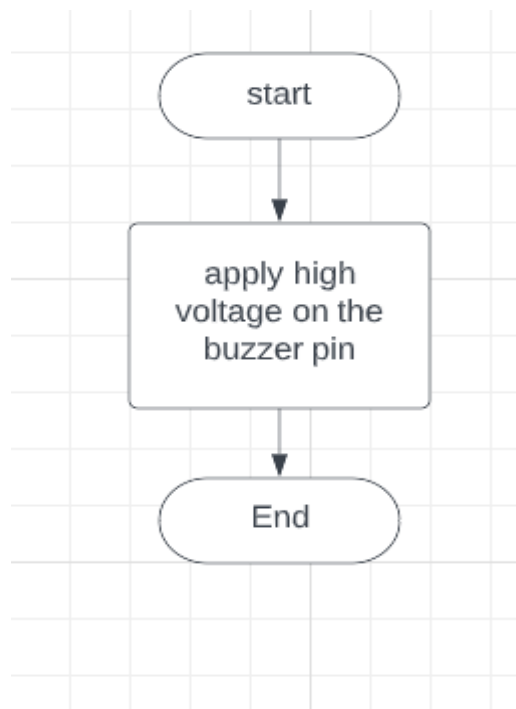 start
apply high
voltage on the
buzzer pin
End